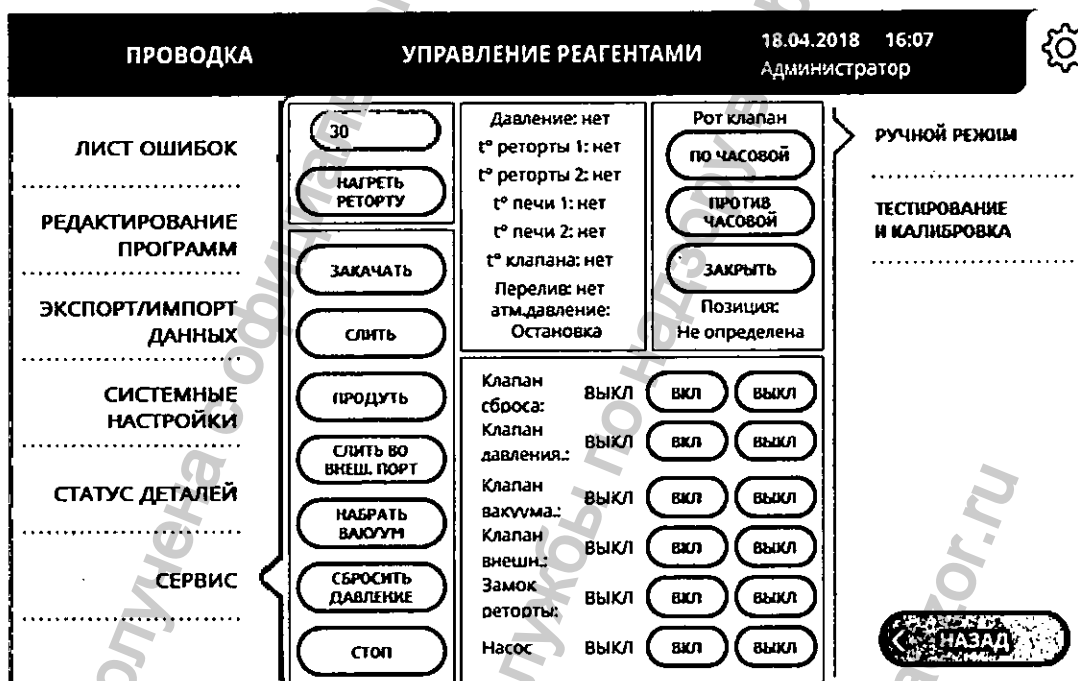 ПРОВОДКА
УПРАВЛЕНИЕ РЕАГЕНТАМИ
18.04.2018 16:07
Администратор
ЛИСТ ОШИБОК
РЕДАКТИРОВАНИЕ
ПРОГРАММ
ЭКСПОРТ/ИМПОРТ
ДАННЫХ
СИСТЕМНЫЕ
НАСТРОЙКИ
СТАТУС ДЕТАЛЕЙ
СЕРВИС
30
НАГРЕТЬ
РЕТОРТУ
ЗАКАЧАТЬ
СЛИТЬ
ПРОДУТЬ
СЛИТЬ ВО
ВНЕШ. ПОРТ
НАБРАТЬ
ВАКУУМ
СБРОСИТЬ
ДАВЛЕНИЕ
СТОП
Давление: нет
t° реторты 1: нет
t° реторты 2: нет
t° печи 1: нет
t° печи 2: нет
t° клапана: нет
Перелив: нет
атм.давление:
Остановка
Рот клапан
ПО ЧАСОВОЙ
ПРОТИВ
ЧАСОВОЙ
ЗАКРЫТЬ
Позиция:
Не определена
Клапан
сброса: ВЫКЛ ВКЛ ВЫКЛ
Клапан
давления.: ВЫКЛ ВКЛ ВЫКЛ
Клапан
вакуума.: ВЫКЛ ВКЛ ВЫКЛ
Клапан
внешн.: ВЫКЛ ВКЛ ВЫКЛ
Замок
реторты: ВЫКЛ ВКЛ ВЫКЛ
Насос ВЫКЛ ВКЛ ВЫКЛ
РУЧНОЙ РЕЖИМ
ТЕСТИРОВАНИЕ
И КАЛИБРОВКА
НАЗАД